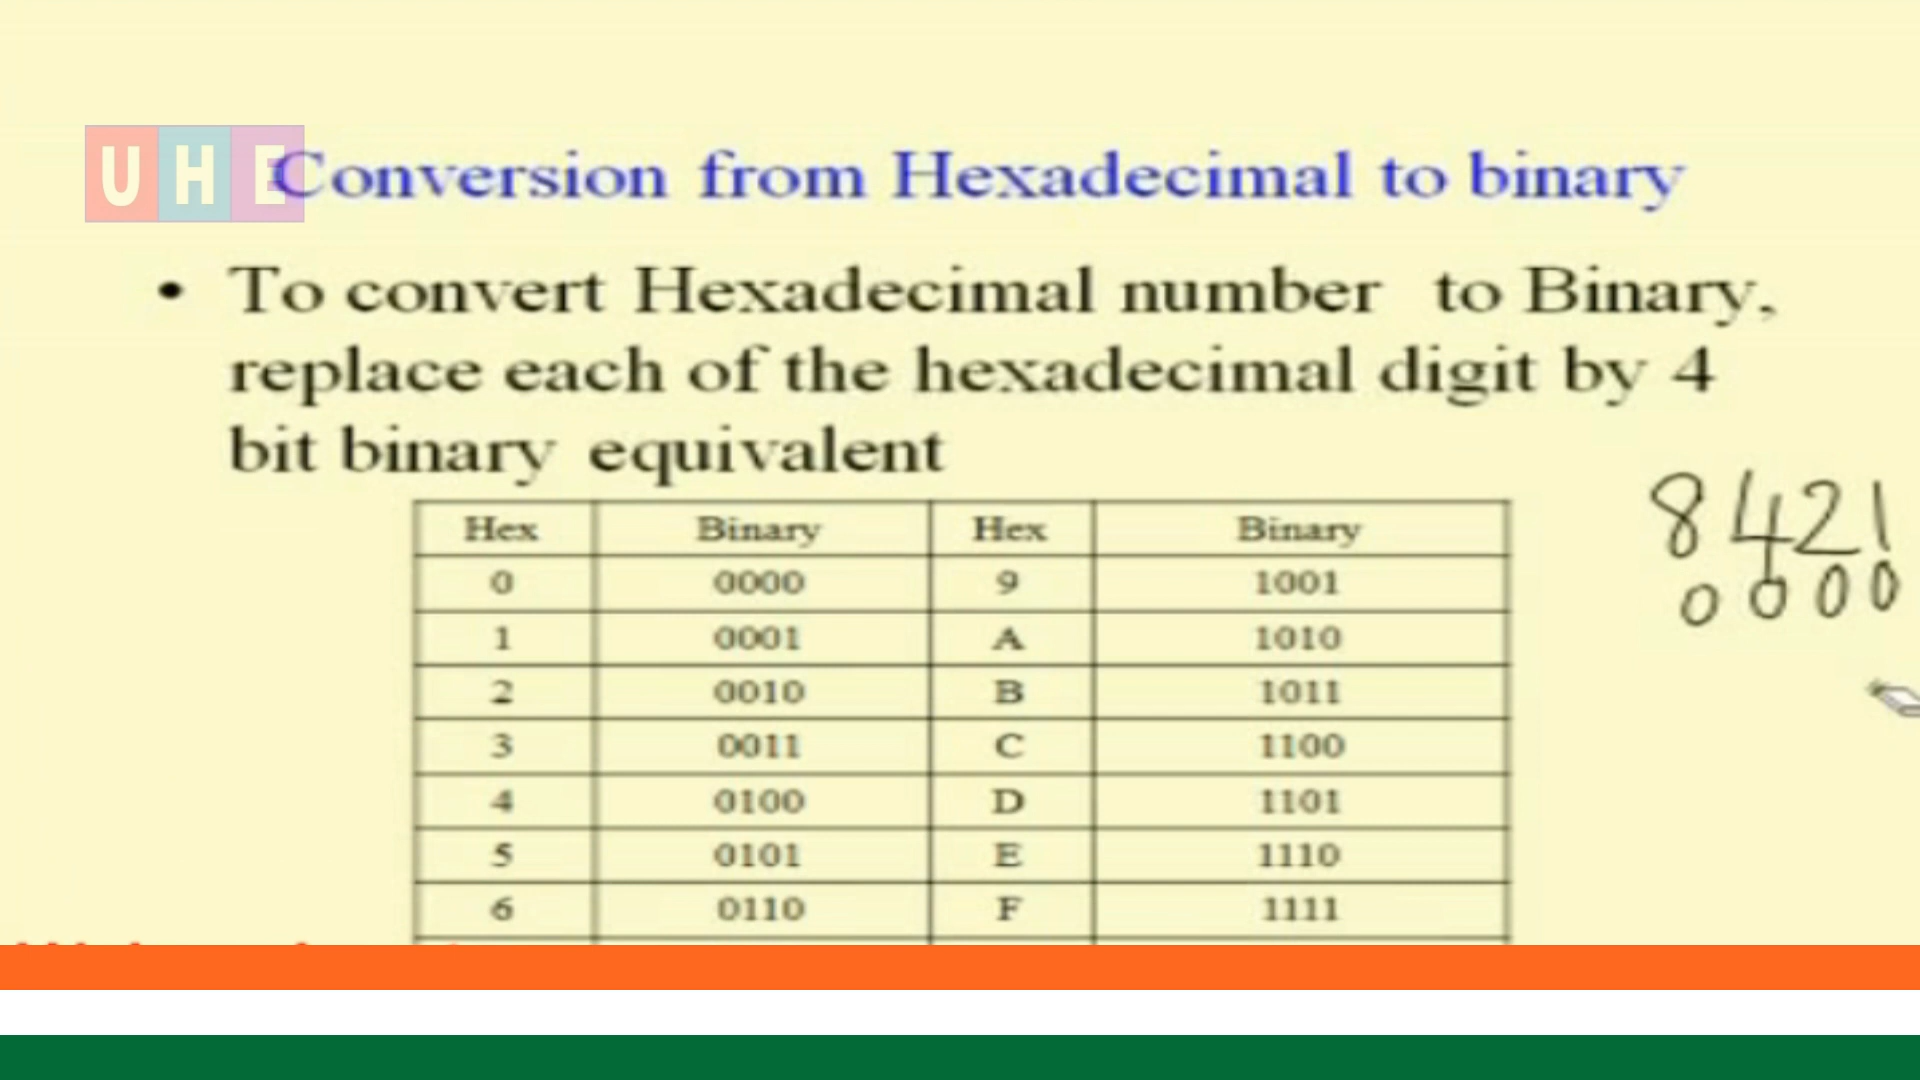 UHE
Conversion from Hexadecimal to binary
• To convert Hexadecimal number to Binary,
replace each of the hexadecimal digit by 4
bit binary equivalent
8421
0000
Hex Binary Hex Binary
0 0000 9 1001
1 0001 A 1010
2 0010 B 1011
3 0011 C 1100
4 0100 D 1101
5 0101 E 1110
6 0110 F 1111